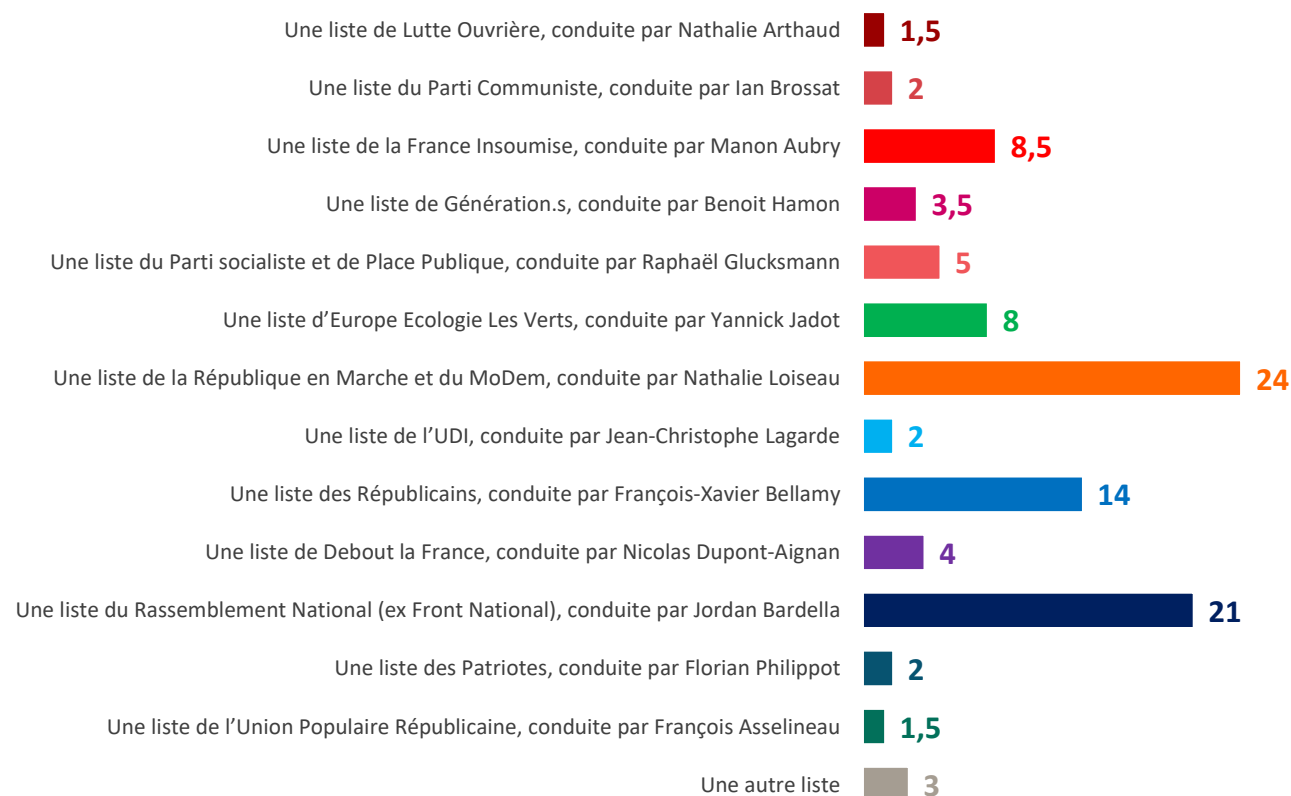 Une liste de Lutte Ouvrière, conduite par Nathalie Arthaud 1,5
Une liste du Parti Communiste, conduite par Ian Brossat 2
Une liste de la France Insoumise, conduite par Manon Aubry 8,5
Une liste de Génération.s, conduite par Benoit Hamon 3,5
Une liste du Parti socialiste et de Place Publique, conduite par Raphaël Glucksmann 5
Une liste d’Europe Ecologie Les Verts, conduite par Yannick Jadot 8
Une liste de la République en Marche et du MoDem, conduite par Nathalie Loiseau 24
Une liste de l’UDI, conduite par Jean-Christophe Lagarde 2
Une liste des Républicains, conduite par François-Xavier Bellamy 14
Une liste de Debout la France, conduite par Nicolas Dupont-Aignan 4
Une liste du Rassemblement National (ex Front National), conduite par Jordan Bardella 21
Une liste des Patriotes, conduite par Florian Philippot 2
Une liste de l’Union Populaire Républicaine, conduite par François Asselineau 1,5
Une autre liste 3